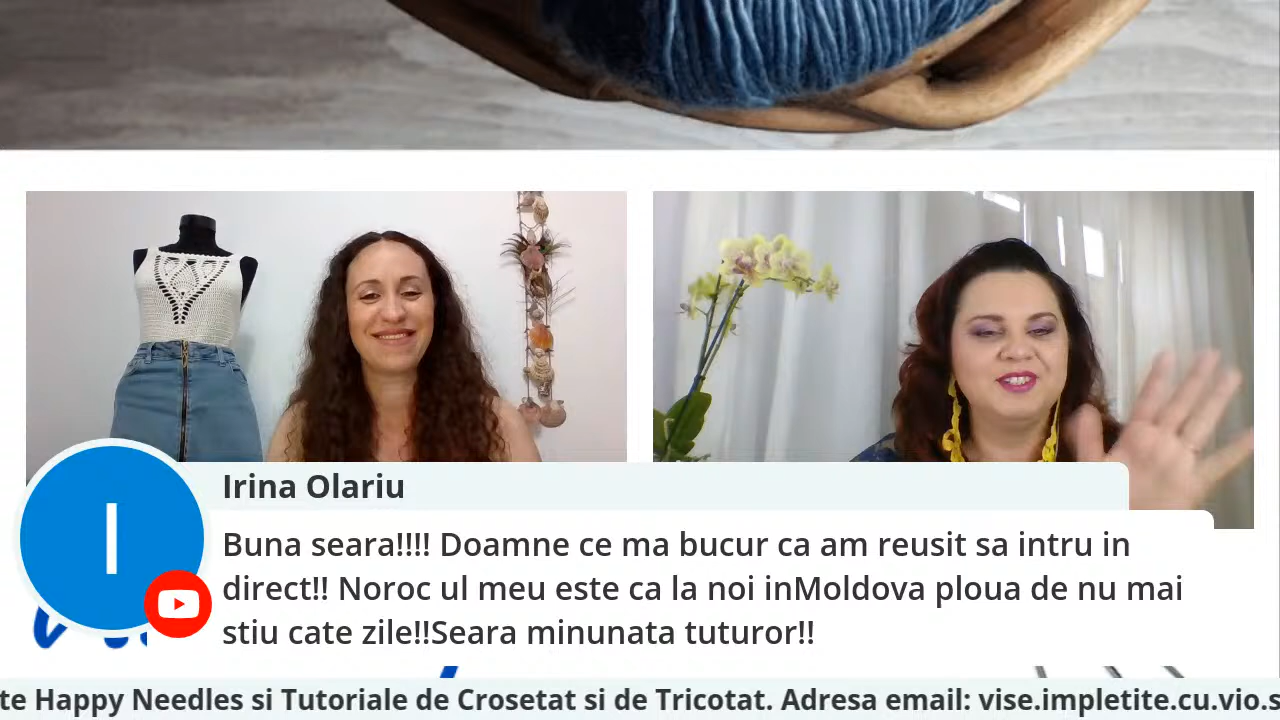 Irina Olariu
I
Buna seara!!!! Doamne ce ma bucur ca am reusit sa intru in
direct!! Noroc ul meu este ca la noi inMoldova ploua de nu mai
stiu cate zile!!Seara minunata tuturor!!
te Happy Needles si Tutoriale de Crosetat si de Tricotat. Adresa email: vise.impletite.cu.vio.s